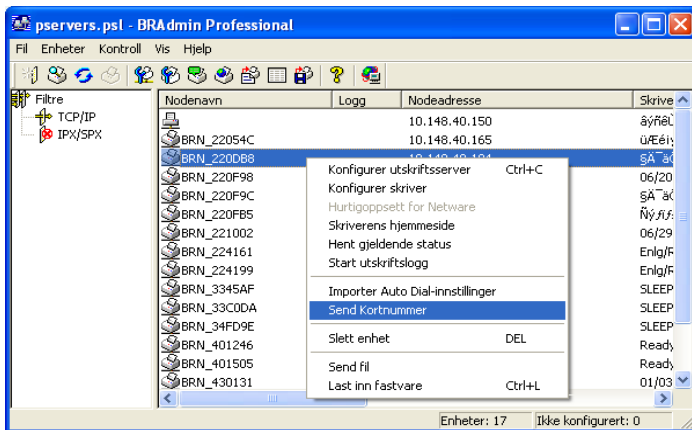 pservers.psl - BRAdmin Professional
Fil Enheter Kontroll Vis Hjelp
Filtre
TCP/IP
IPX/SPX
Nodenavn Logg Nodeadresse Skrive
10.148.40.150
BRN_22054C 10.148.40.165
BRN_220DB8
BRN_220F98 06/20
BRN_220F9C
BRN_220FB5
BRN_221002 06/29
BRN_224161 Enlg/F
BRN_224199 Enlg/F
BRN_3345AF SLEEP
BRN_33C0DA SLEEP
BRN_34FD9E SLEEP
BRN_401246 Ready
BRN_401505 Ready
BRN_430131 01/03
Konfigurer utskriftsserver Ctrl+C
Konfigurer skriver
Hurtigoppsett for Netware
Skriverens hjemmeside
Hent gjeldende status
Start utskriftslogg
Importer Auto Dial-innstillinger
Send Kortnummer
Slett enhet DEL
Send fil
Last inn fastvare Ctrl+L
Enheter: 17 Ikke konfigurert: 0